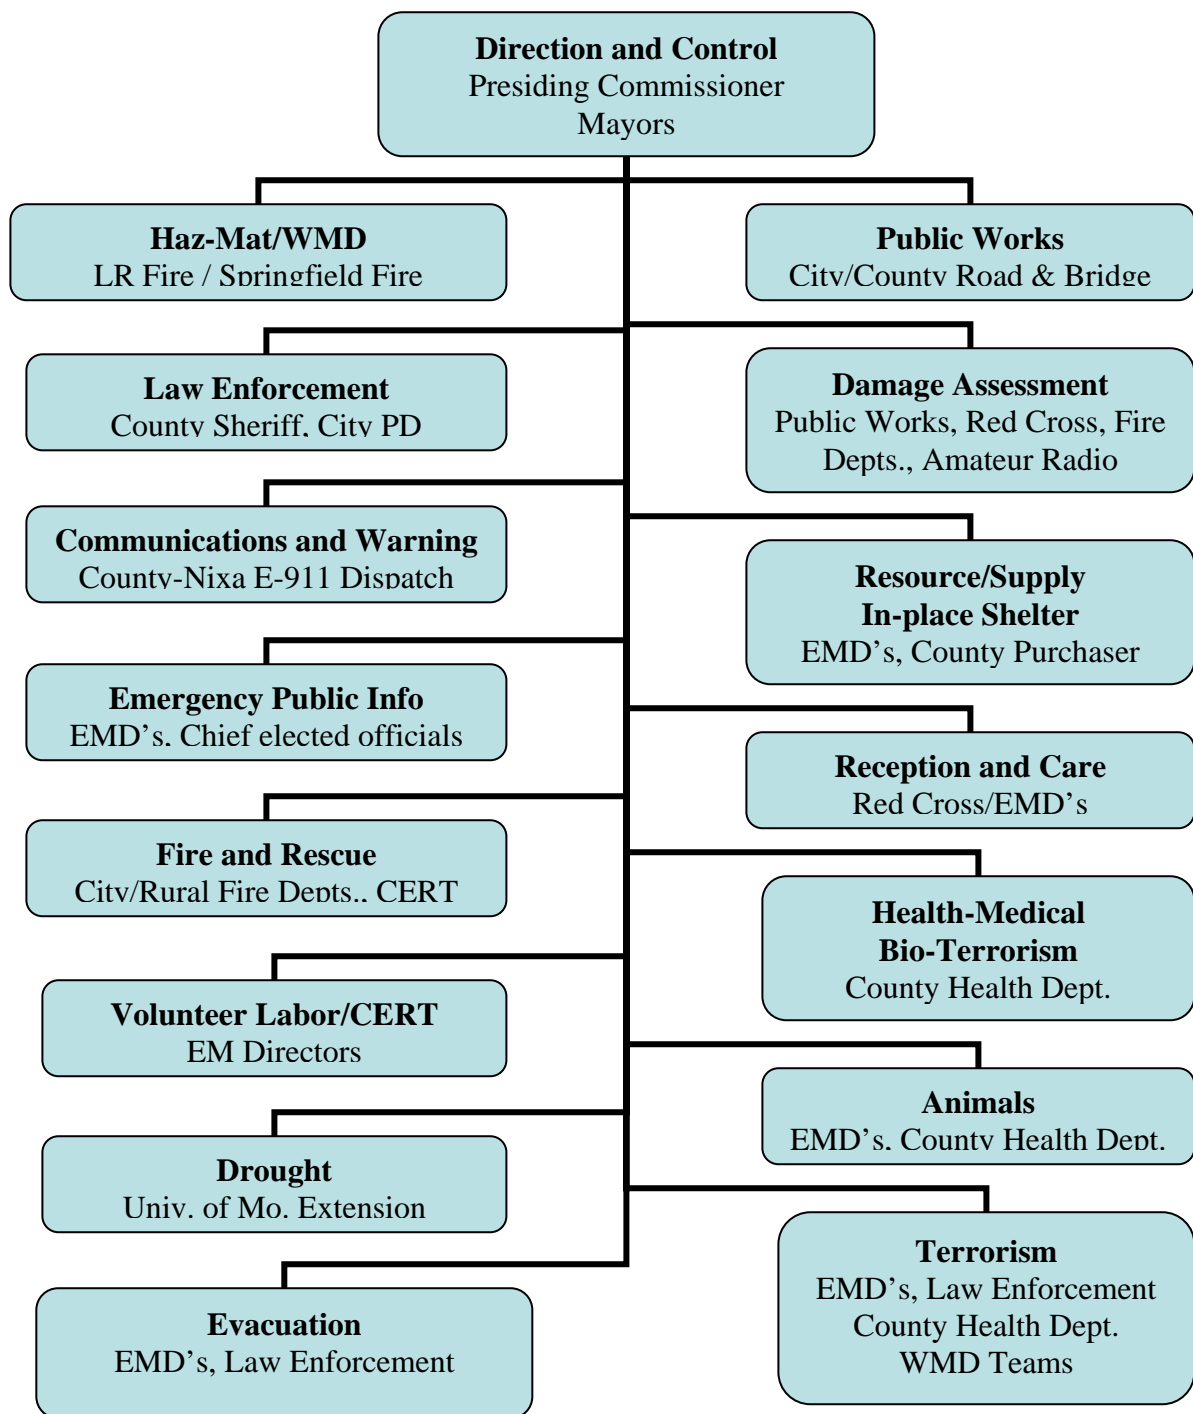 Direction and Control
Presiding Commissioner
Mayors
Haz-Mat/WMD
LR Fire / Springfield Fire
Public Works
City/County Road & Bridge
Law Enforcement
County Sheriff, City PD
Damage Assessment
Public Works, Red Cross, Fire
Depts., Amateur Radio
Communications and Warning
County-Nixa E-911 Dispatch
Resource/Supply
In-place Shelter
EMD’s, County Purchaser
Emergency Public Info
EMD’s, Chief elected officials
Reception and Care
Red Cross/EMD’s
Fire and Rescue
City/Rural Fire Depts., CERT
Health-Medical
Bio-Terrorism
County Health Dept.
Volunteer Labor/CERT
EM Directors
Animals
EMD’s, County Health Dept.
Drought
Univ. of Mo. Extension
Terrorism
EMD’s, Law Enforcement
County Health Dept.
WMD Teams
Evacuation
EMD’s, Law Enforcement